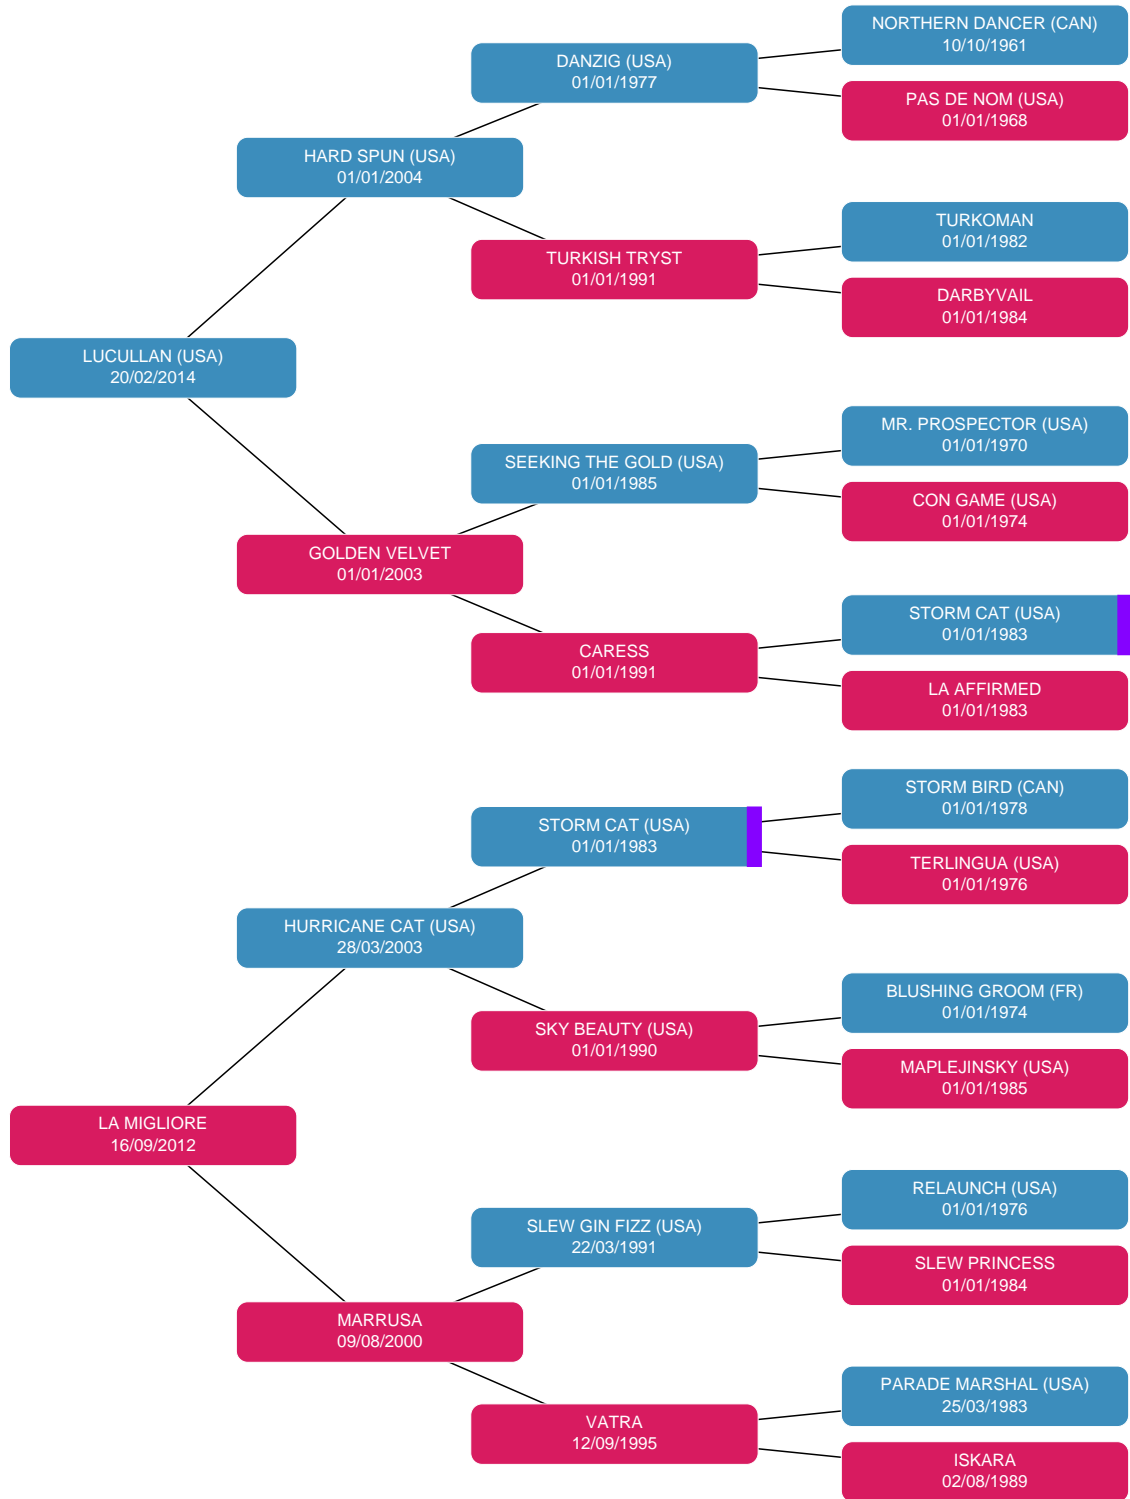 NORTHERN DANCER (CAN)
10/10/1961
DANZIG (USA)
01/01/1977
PAS DE NOM (USA)
01/01/1968
HARD SPUN (USA)
01/01/2004
TURKOMAN
01/01/1982
TURKISH TRYST
01/01/1991
DARBYVAIL
01/01/1984
LUCULLAN (USA)
20/02/2014
MR. PROSPECTOR (USA)
01/01/1970
SEEKING THE GOLD (USA)
01/01/1985
CON GAME (USA)
01/01/1974
GOLDEN VELVET
01/01/2003
STORM CAT (USA)
01/01/1983
CARESS
01/01/1991
LA AFFIRMED
01/01/1983
STORM BIRD (CAN)
01/01/1978
STORM CAT (USA)
01/01/1983
TERLINGUA (USA)
01/01/1976
HURRICANE CAT (USA)
28/03/2003
BLUSHING GROOM (FR)
01/01/1974
SKY BEAUTY (USA)
01/01/1990
MAPLEJINSKY (USA)
01/01/1985
LA MIGLIORE
16/09/2012
RELAUNCH (USA)
01/01/1976
SLEW GIN FIZZ (USA)
22/03/1991
SLEW PRINCESS
01/01/1984
MARRUSA
09/08/2000
PARADE MARSHAL (USA)
25/03/1983
VATRA
12/09/1995
ISKARA
02/08/1989